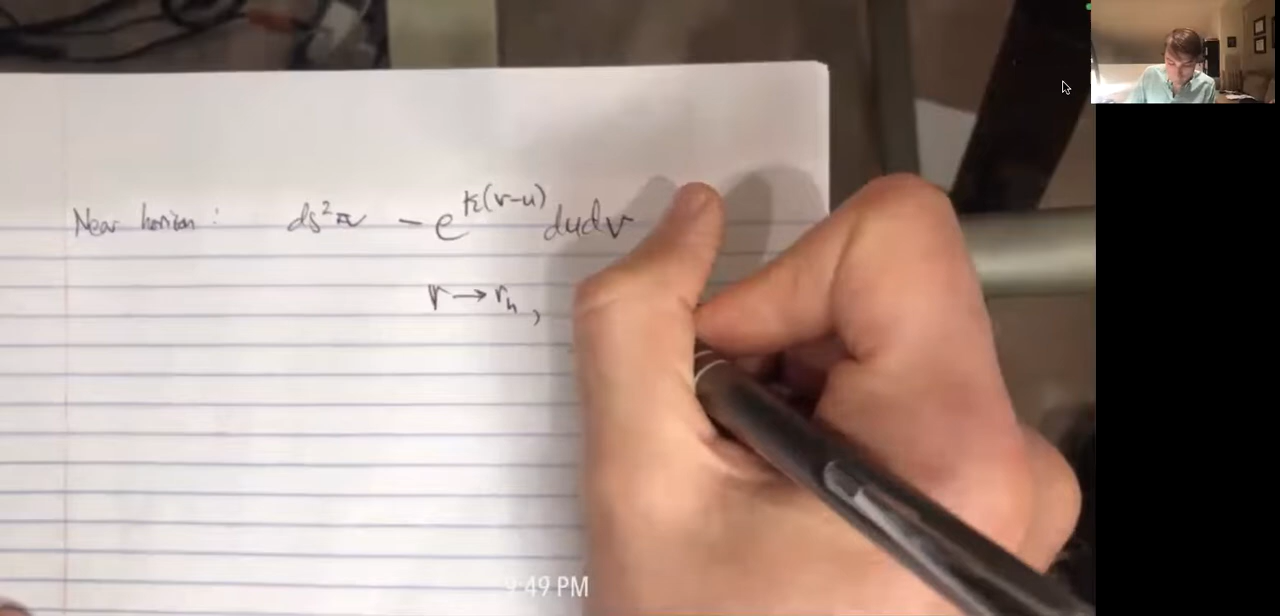 Near horizon : ds² ≈ − e^{κ(v−u)} du dv
r → r_h ,
9:49 PM